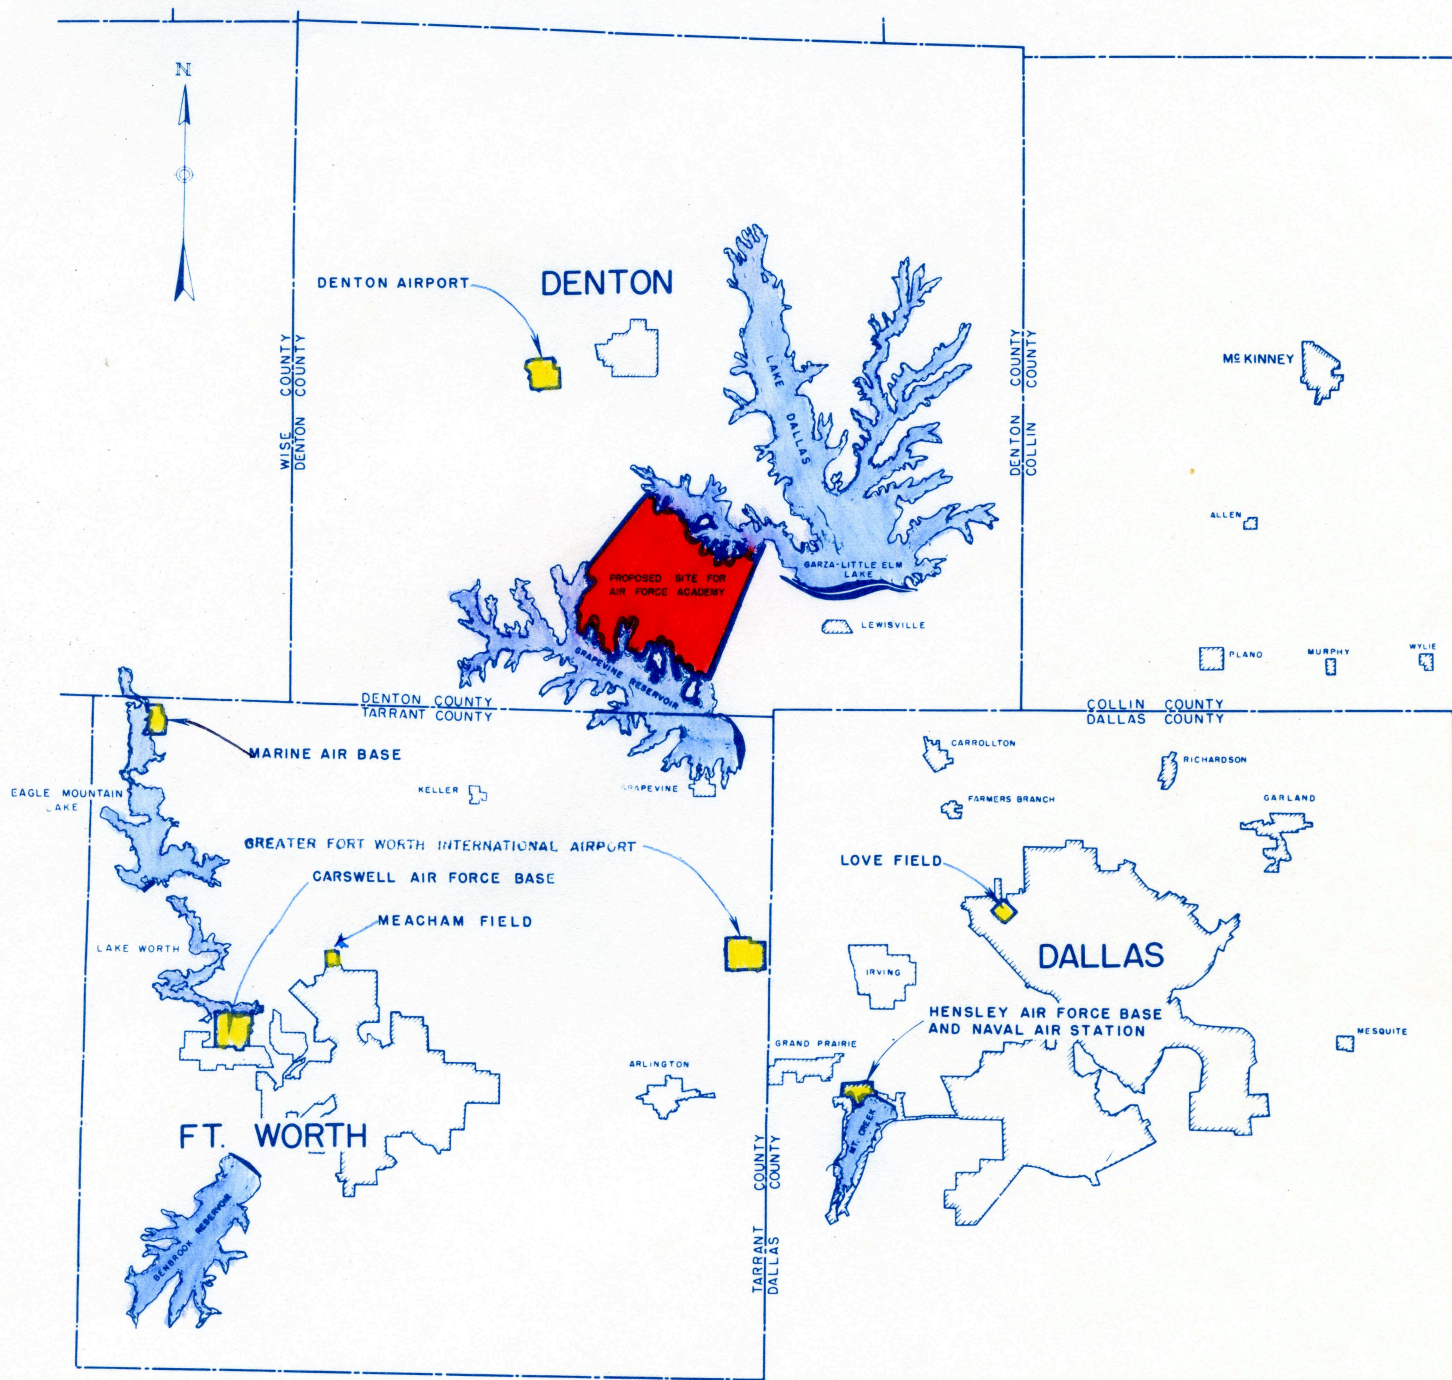 N
DENTON AIRPORT
DENTON
WISE COUNTY
DENTON COUNTY
LAKE DALLAS
DENTON COUNTY
COLLIN COUNTY
McKINNEY
ALLEN
PROPOSED SITE FOR
AIR FORCE ACADEMY
GARZA-LITTLE ELM
LAKE
LEWISVILLE
PLANO
MURPHY
WYLIE
GRAPEVINE RESERVOIR
DENTON COUNTY
TARRANT COUNTY
COLLIN COUNTY
DALLAS COUNTY
MARINE AIR BASE
EAGLE MOUNTAIN
LAKE
KELLER
GRAPEVINE
CARROLLTON
RICHARDSON
FARMERS BRANCH
GARLAND
GREATER FORT WORTH INTERNATIONAL AIRPORT
CARSWELL AIR FORCE BASE
MEACHAM FIELD
LOVE FIELD
LAKE WORTH
DALLAS
IRVING
HENSLEY AIR FORCE BASE
AND NAVAL AIR STATION
GRAND PRAIRIE
MESQUITE
ARLINGTON
MT. CREEK
FT. WORTH
BENBROOK RESERVOIR
TARRANT COUNTY
DALLAS COUNTY